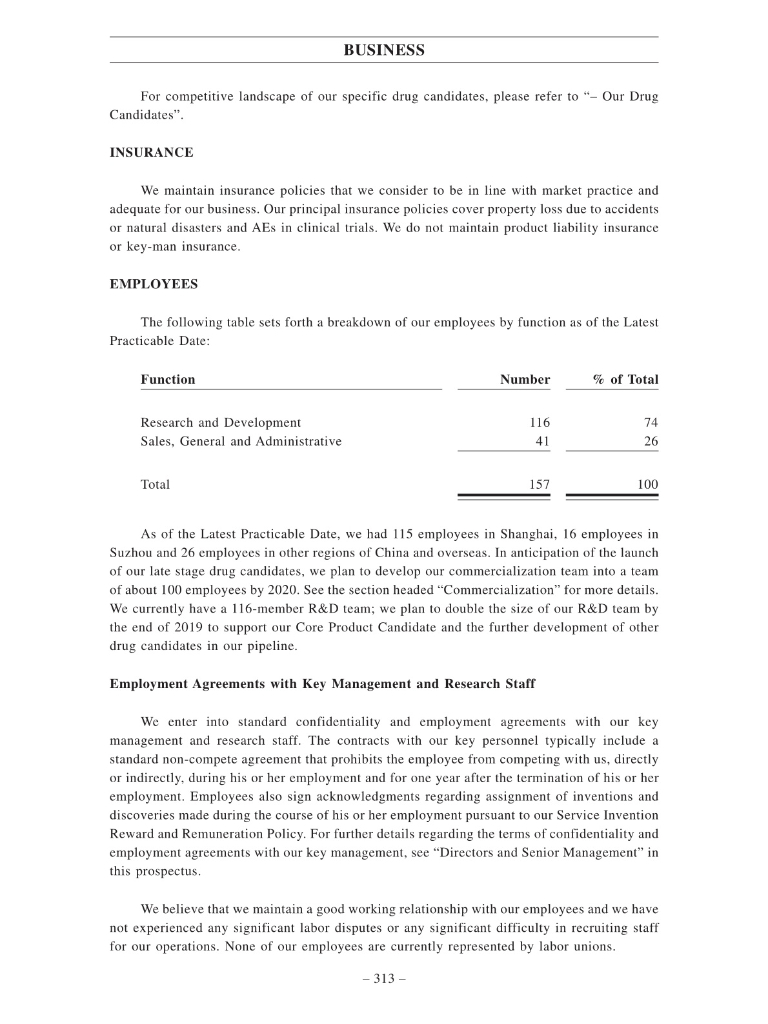 BUSINESS
For competitive landscape of our specific drug candidates, please refer to “– Our Drug
Candidates”.
INSURANCE
We maintain insurance policies that we consider to be in line with market practice and
adequate for our business. Our principal insurance policies cover property loss due to accidents
or natural disasters and AEs in clinical trials. We do not maintain product liability insurance
or key-man insurance.
EMPLOYEES
The following table sets forth a breakdown of our employees by function as of the Latest
Practicable Date:
Function Number % of Total
Research and Development 116 74
Sales, General and Administrative 41 26
Total 157 100
As of the Latest Practicable Date, we had 115 employees in Shanghai, 16 employees in
Suzhou and 26 employees in other regions of China and overseas. In anticipation of the launch
of our late stage drug candidates, we plan to develop our commercialization team into a team
of about 100 employees by 2020. See the section headed “Commercialization” for more details.
We currently have a 116-member R&D team; we plan to double the size of our R&D team by
the end of 2019 to support our Core Product Candidate and the further development of other
drug candidates in our pipeline.
Employment Agreements with Key Management and Research Staff
We enter into standard confidentiality and employment agreements with our key
management and research staff. The contracts with our key personnel typically include a
standard non-compete agreement that prohibits the employee from competing with us, directly
or indirectly, during his or her employment and for one year after the termination of his or her
employment. Employees also sign acknowledgments regarding assignment of inventions and
discoveries made during the course of his or her employment pursuant to our Service Invention
Reward and Remuneration Policy. For further details regarding the terms of confidentiality and
employment agreements with our key management, see “Directors and Senior Management” in
this prospectus.
We believe that we maintain a good working relationship with our employees and we have
not experienced any significant labor disputes or any significant difficulty in recruiting staff
for our operations. None of our employees are currently represented by labor unions.
– 313 –